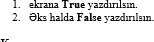 1. ekrana True yazdırılsın.
2. Əks halda False yazdırılsın.